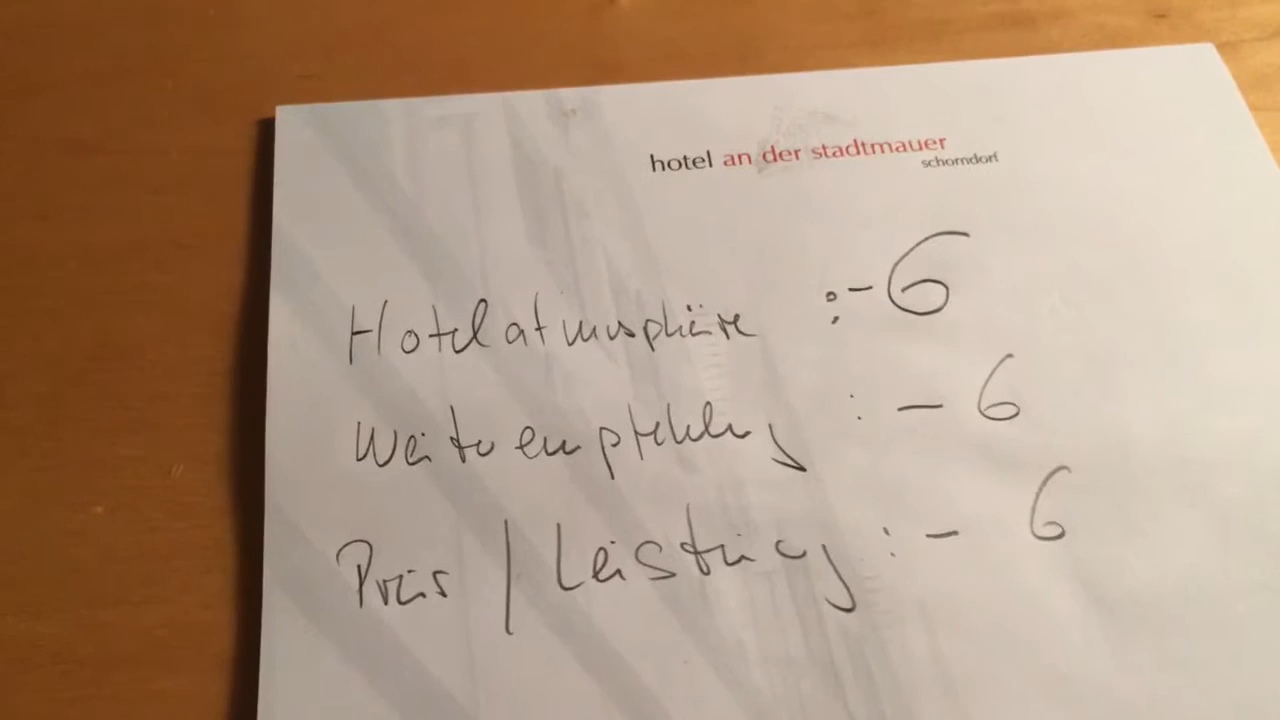 hotel an der stadtmauer
schorndorf
Hotelatmosphäre :- 6
Weiterempfehlung : - 6
Preis / Leistung : - 6